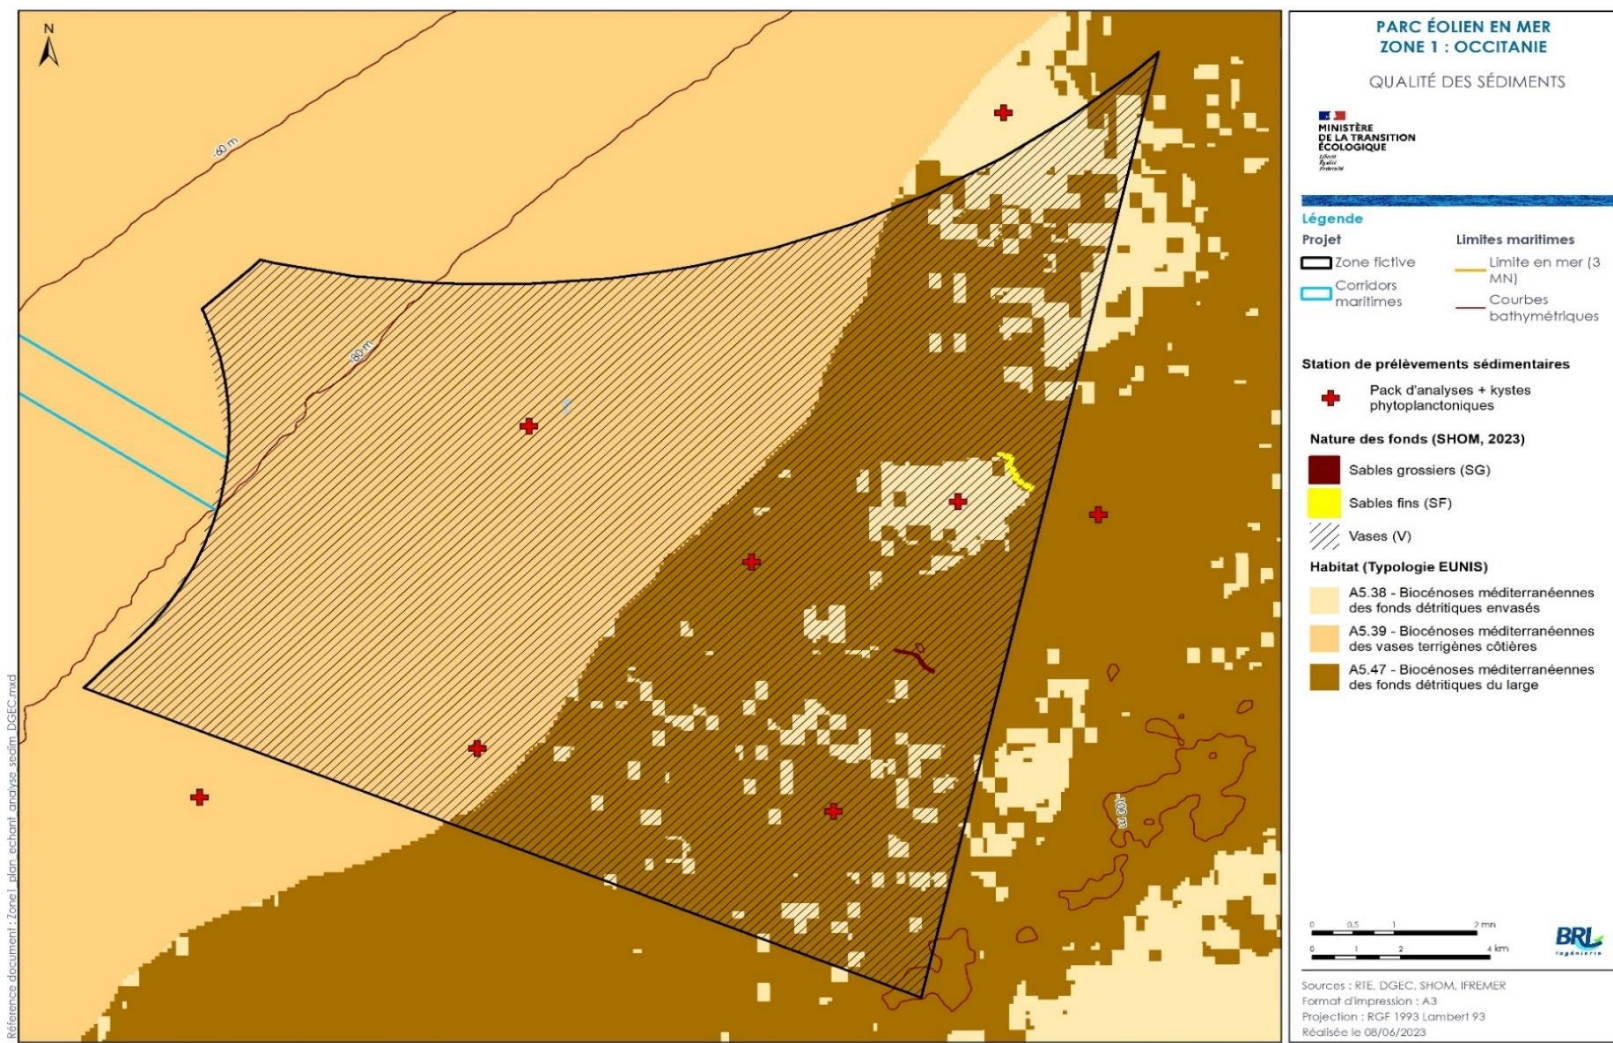 N
-60 m
-80 m
-100 m
Référence document : Zone1_plan_echant_analyse_sedim_DGEC.mxd
PARC ÉOLIEN EN MER
ZONE 1 : OCCITANIE
QUALITÉ DES SÉDIMENTS
MINISTÈRE
DE LA TRANSITION
ÉCOLOGIQUE
Liberté
Égalité
Fraternité
Légende
Projet
Zone fictive
Corridors
maritimes
Limites maritimes
Limite en mer (3
MN)
Courbes
bathymétriques
Station de prélèvements sédimentaires
Pack d'analyses + kystes
phytoplanctoniques
Nature des fonds (SHOM, 2023)
Sables grossiers (SG)
Sables fins (SF)
Vases (V)
Habitat (Typologie EUNIS)
A5.38 - Biocénoses méditerranéennes
des fonds détritiques envasés
A5.39 - Biocénoses méditerranéennes
des vases terrigènes côtières
A5.47 - Biocénoses méditerranéennes
des fonds détritiques du large
0 0,5 1 2 mn
0 1 2 4 km
BRL
Ingénierie
Sources : RTE, DGEC, SHOM, IFREMER
Format d'impression : A3
Projection : RGF 1993 Lambert 93
Réalisée le 08/06/2023